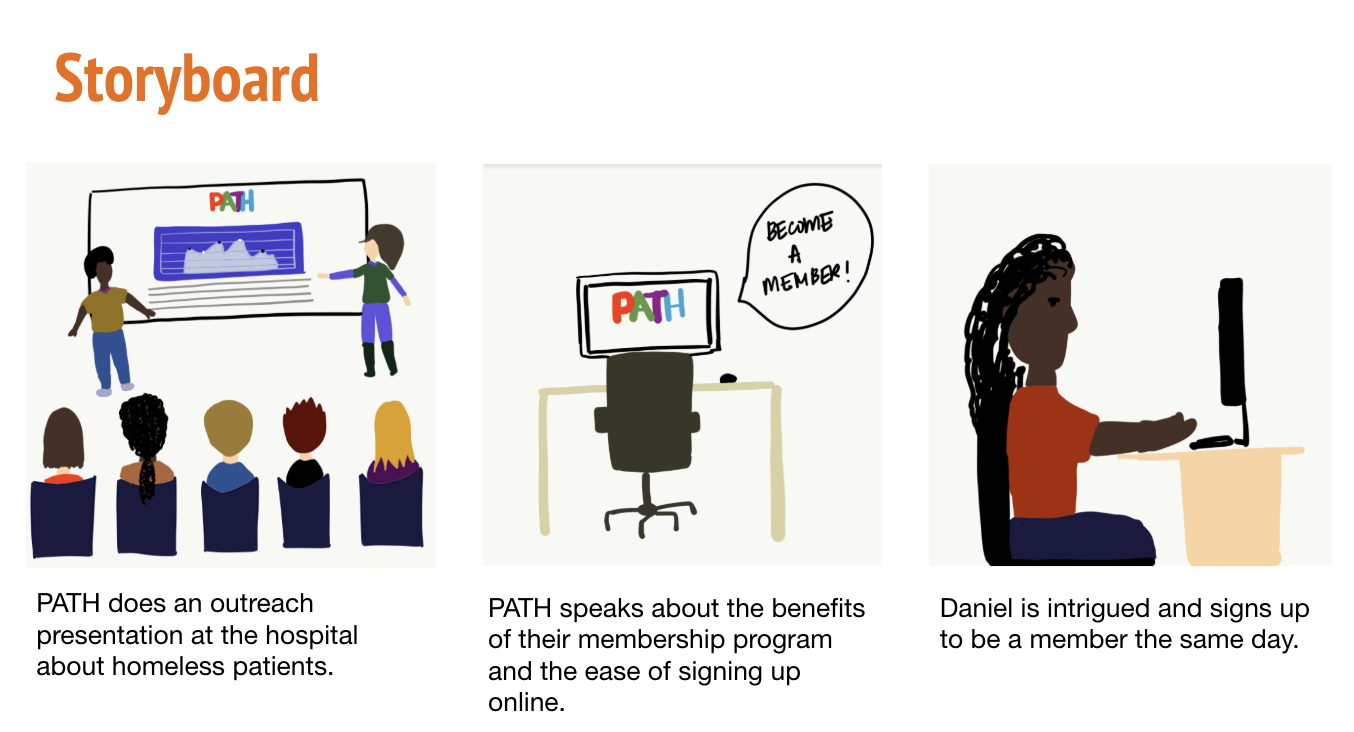 Storyboard
PATH
PATH
BECOME
A
MEMBER!
PATH does an outreach
presentation at the hospital
about homeless patients.
PATH speaks about the benefits
of their membership program
and the ease of signing up
online.
Daniel is intrigued and signs up
to be a member the same day.